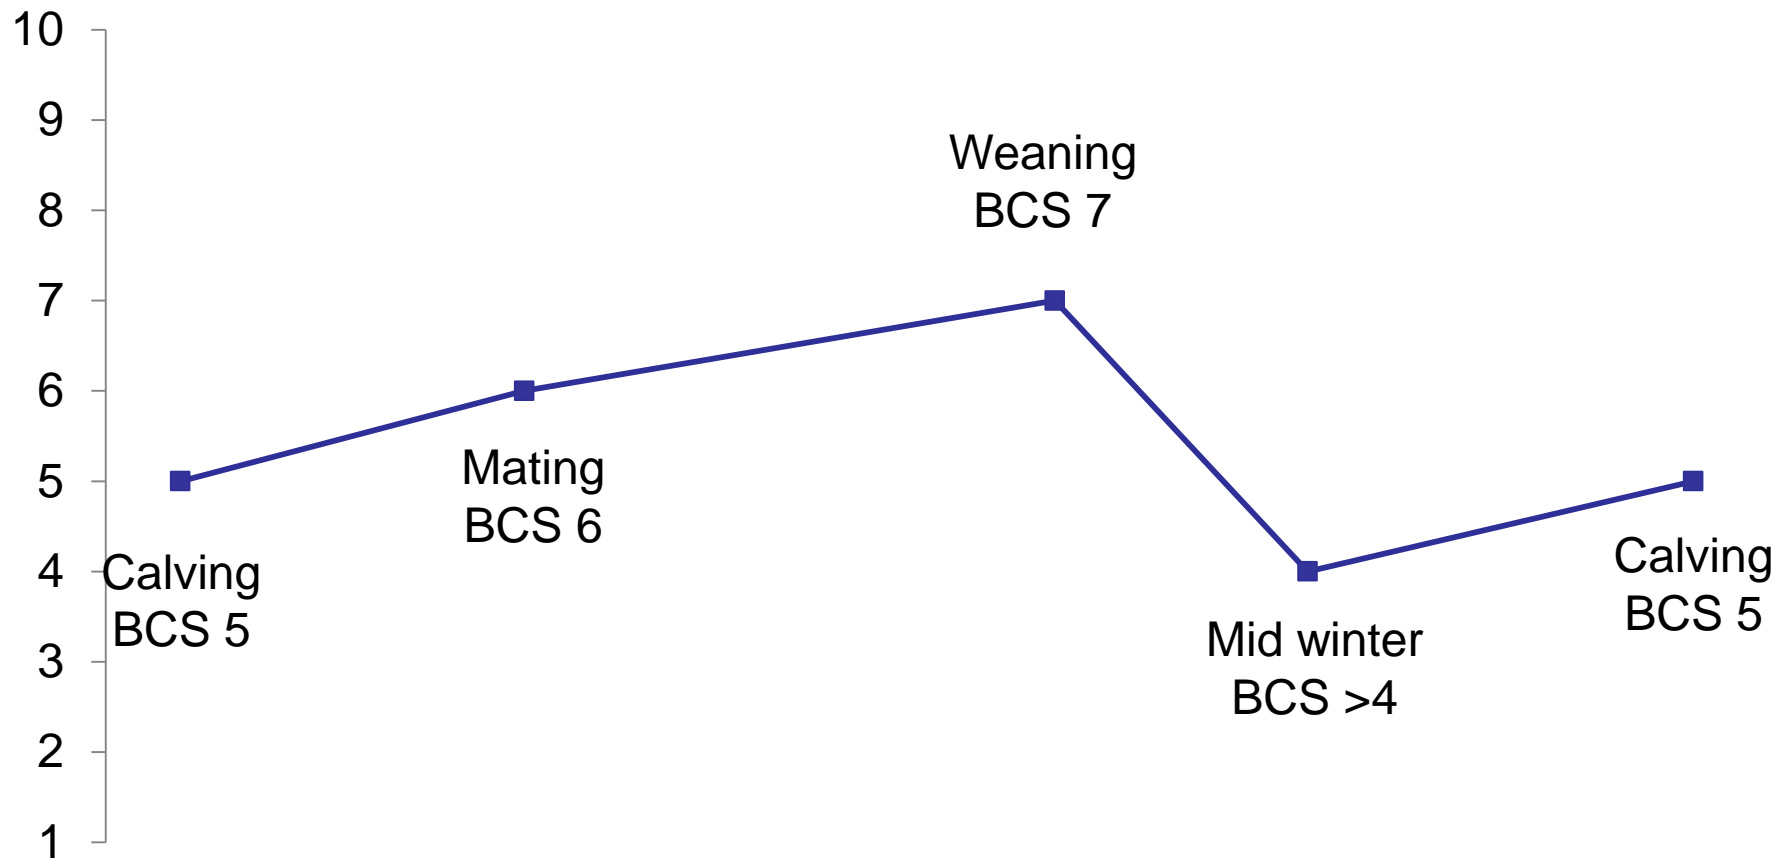 10
9
8
7
6
5
4
3
2
1
Calving
BCS 5
Mating
BCS 6
Weaning
BCS 7
Mid winter
BCS >4
Calving
BCS 5